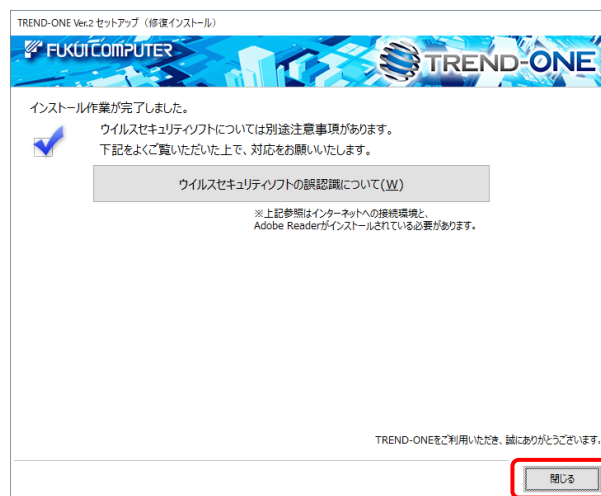 TREND-ONE Ver.2 セットアップ（修復インストール）
FUKUI COMPUTER
TREND-ONE
インストール作業が完了しました。
ウイルスセキュリティソフトについては別途注意事項があります。
下記をよくご覧いただいた上で、対応をお願いいたします。
ウイルスセキュリティソフトの誤認識について(W)
※上記参照はインターネットへの接続環境と、
Adobe Readerがインストールされている必要があります。
TREND-ONEをご利用いただき、誠にありがとうございます。
閉じる